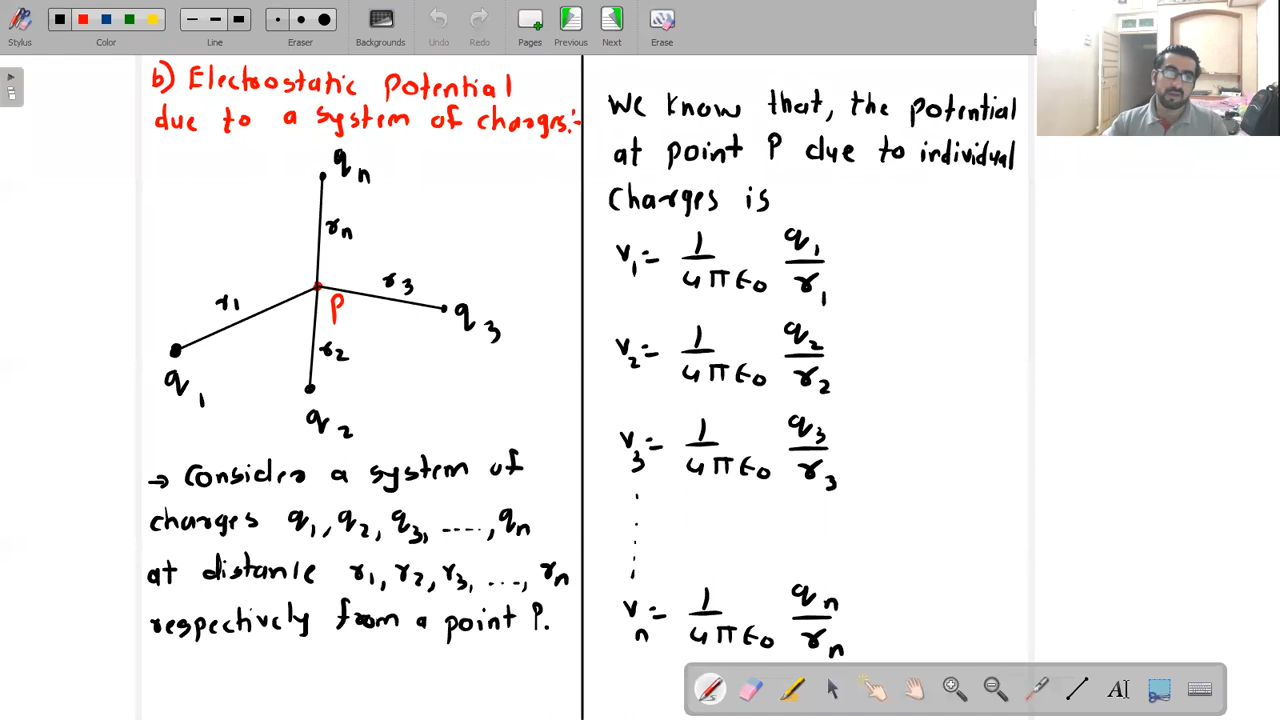 Stylus
Color
Line
Eraser
Backgrounds
Undo
Redo
Pages
Previous
Next
Erase
b) Electrostatic Potential
due to a system of charges:-
qn
rn
r3
r1
P
q3
r2
q1
q2
→ Consider a system of
charges q1, q2, q3, ....., qn
at distance r1, r2, r3, ..., rn
respectively from a point P.
We know that, the potential
at point P due to individual
Charges is
V1 = 1/4πϵ0 q1/r1
V2 = 1/4πϵ0 q2/r2
V3 = 1/4πϵ0 q3/r3
Vn = 1/4πϵ0 qn/rn
A